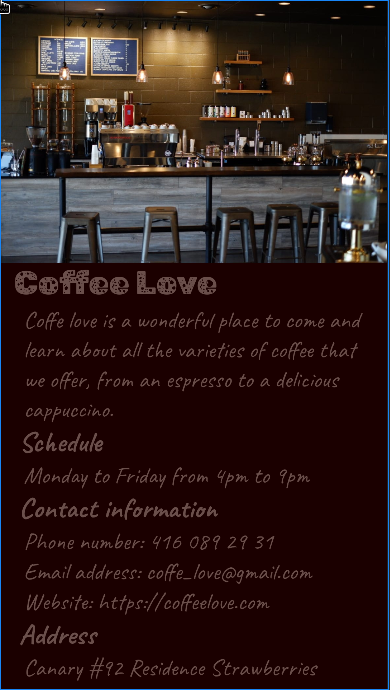 Coffee Love
Coffe love is a wonderful place to come and
learn about all the varieties of coffee that
we offer, from an espresso to a delicious
cappuccino.
Schedule
Monday to Friday from 4pm to 9pm
Contact information
Phone number: 416 089 29 31
Email address: coffe_love@gmail.com
Website: https://coffeelove.com
Address
Canary #92 Residence Strawberries